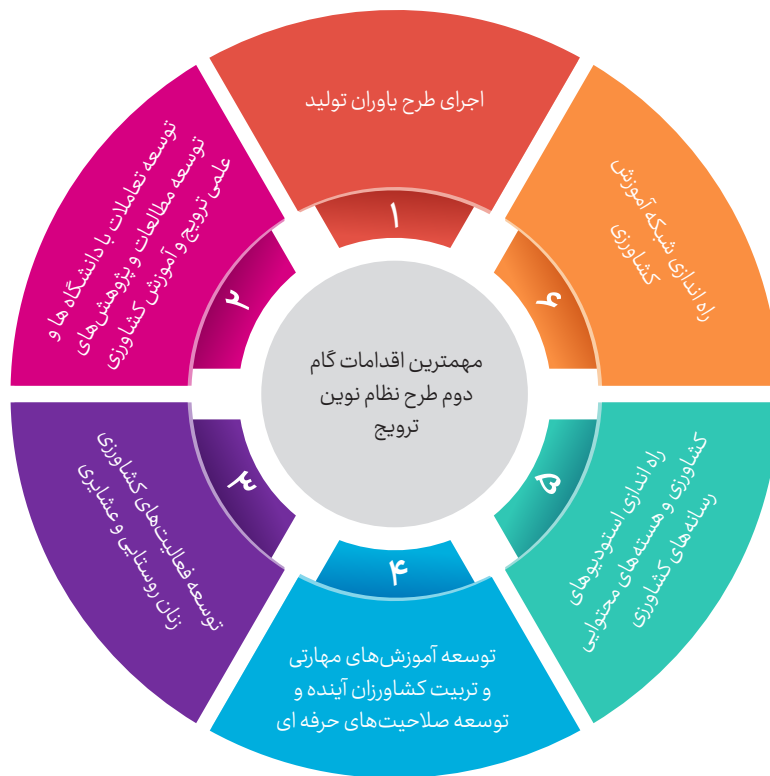 مهمترین اقدامات گام
دوم طرح نظام نوین
ترویج
۱
اجرای طرح یاوران تولید
۲
توسعه تعاملات با دانشگاه ها و
توسعه مطالعات و پژوهش‌های
علمی ترویج و آموزش کشاورزی
۳
توسعه فعالیت‌های کشاورزی
زنان روستایی و عشایری
۴
توسعه آموزش‌های مهارتی
و تربیت کشاورزان آینده و
توسعه صلاحیت‌های حرفه ای
۵
راه اندازی استودیوهای
کشاورزی و هسته‌های محتوایی
رسانه‌های کشاورزی
۶
راه اندازی شبکه آموزش
کشاورزی